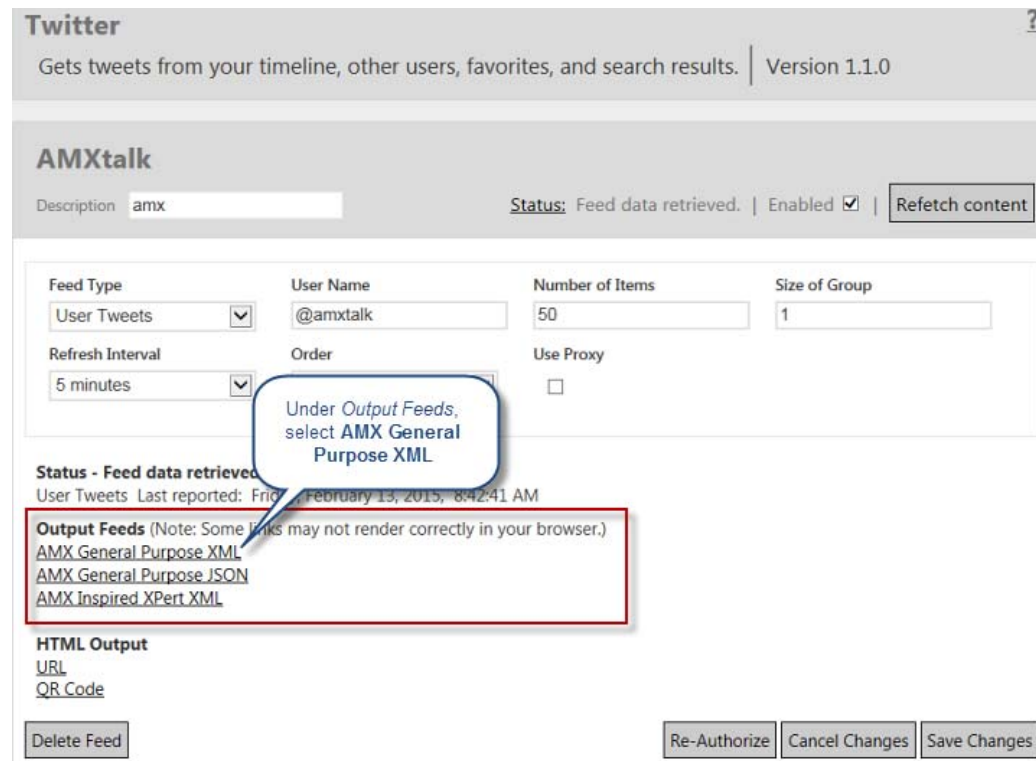 Twitter
?
Gets tweets from your timeline, other users, favorites, and search results. | Version 1.1.0
AMXtalk
Description amx Status: Feed data retrieved. | Enabled | Refetch content
Feed Type User Name Number of Items Size of Group
User Tweets @amxtalk 50 1
Refresh Interval Order Use Proxy
5 minutes
Under Output Feeds,
select AMX General
Purpose XML
Status - Feed data retrieved
User Tweets Last reported: February 13, 2015, 8:42:41 AM
Output Feeds (Note: Some links may not render correctly in your browser.)
AMX General Purpose XML
AMX General Purpose JSON
AMX Inspired XPert XML
HTML Output
URL
QR Code
Delete Feed Re-Authorize Cancel Changes Save Changes